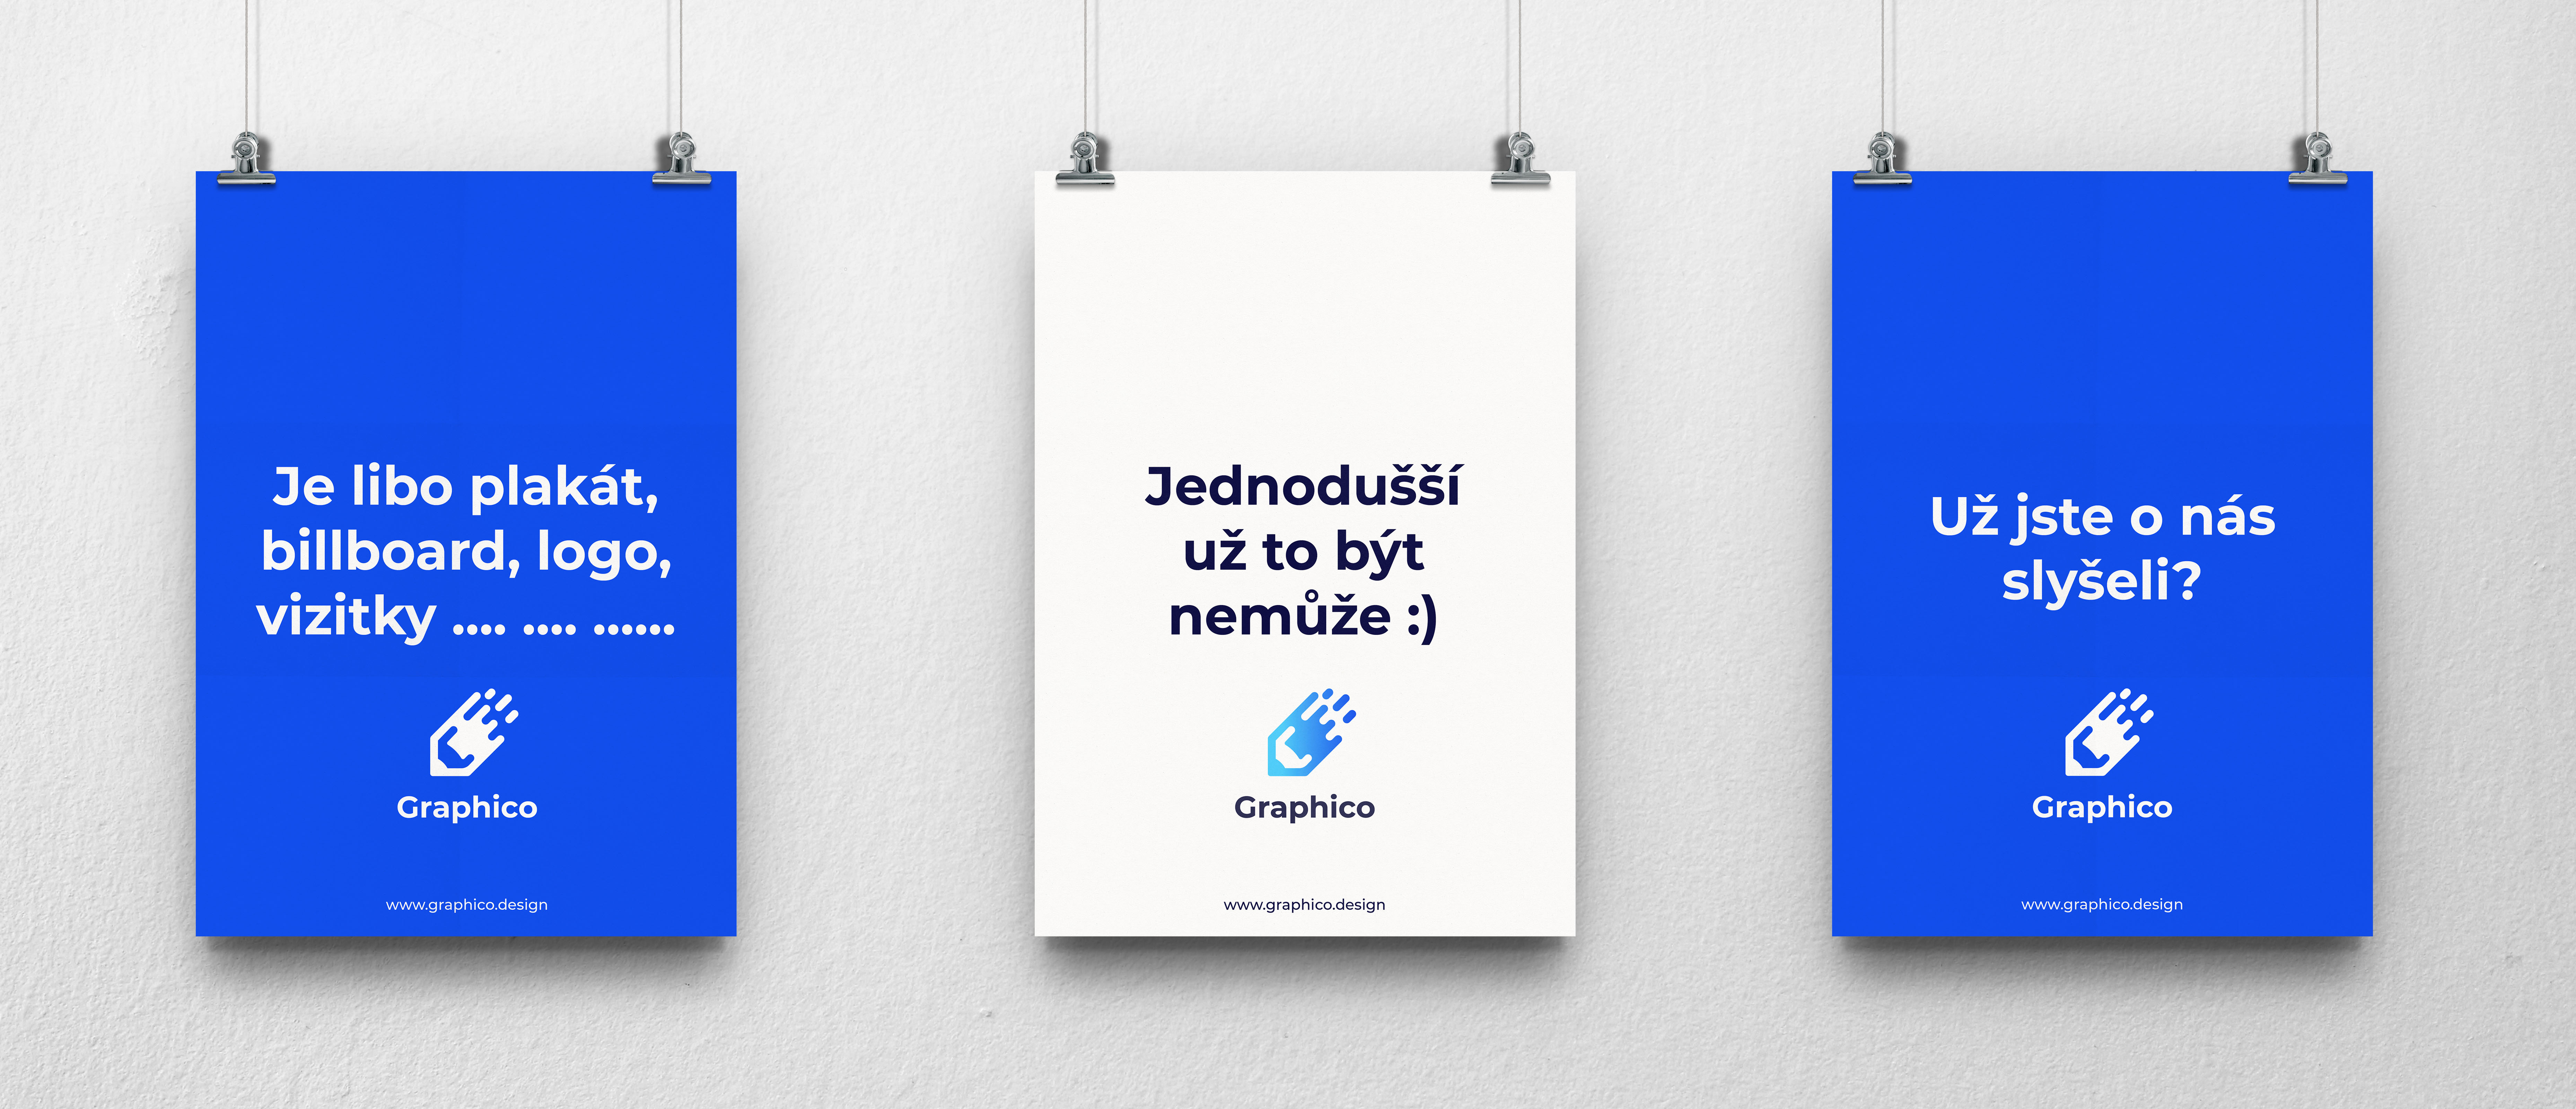 Je libo plakát,
billboard, logo,
vizitky .... .... ......
Graphico
www.graphico.design
Jednodušší
už to být
nemůže :)
Graphico
www.graphico.design
Už jste o nás
slyšeli?
Graphico
www.graphico.design